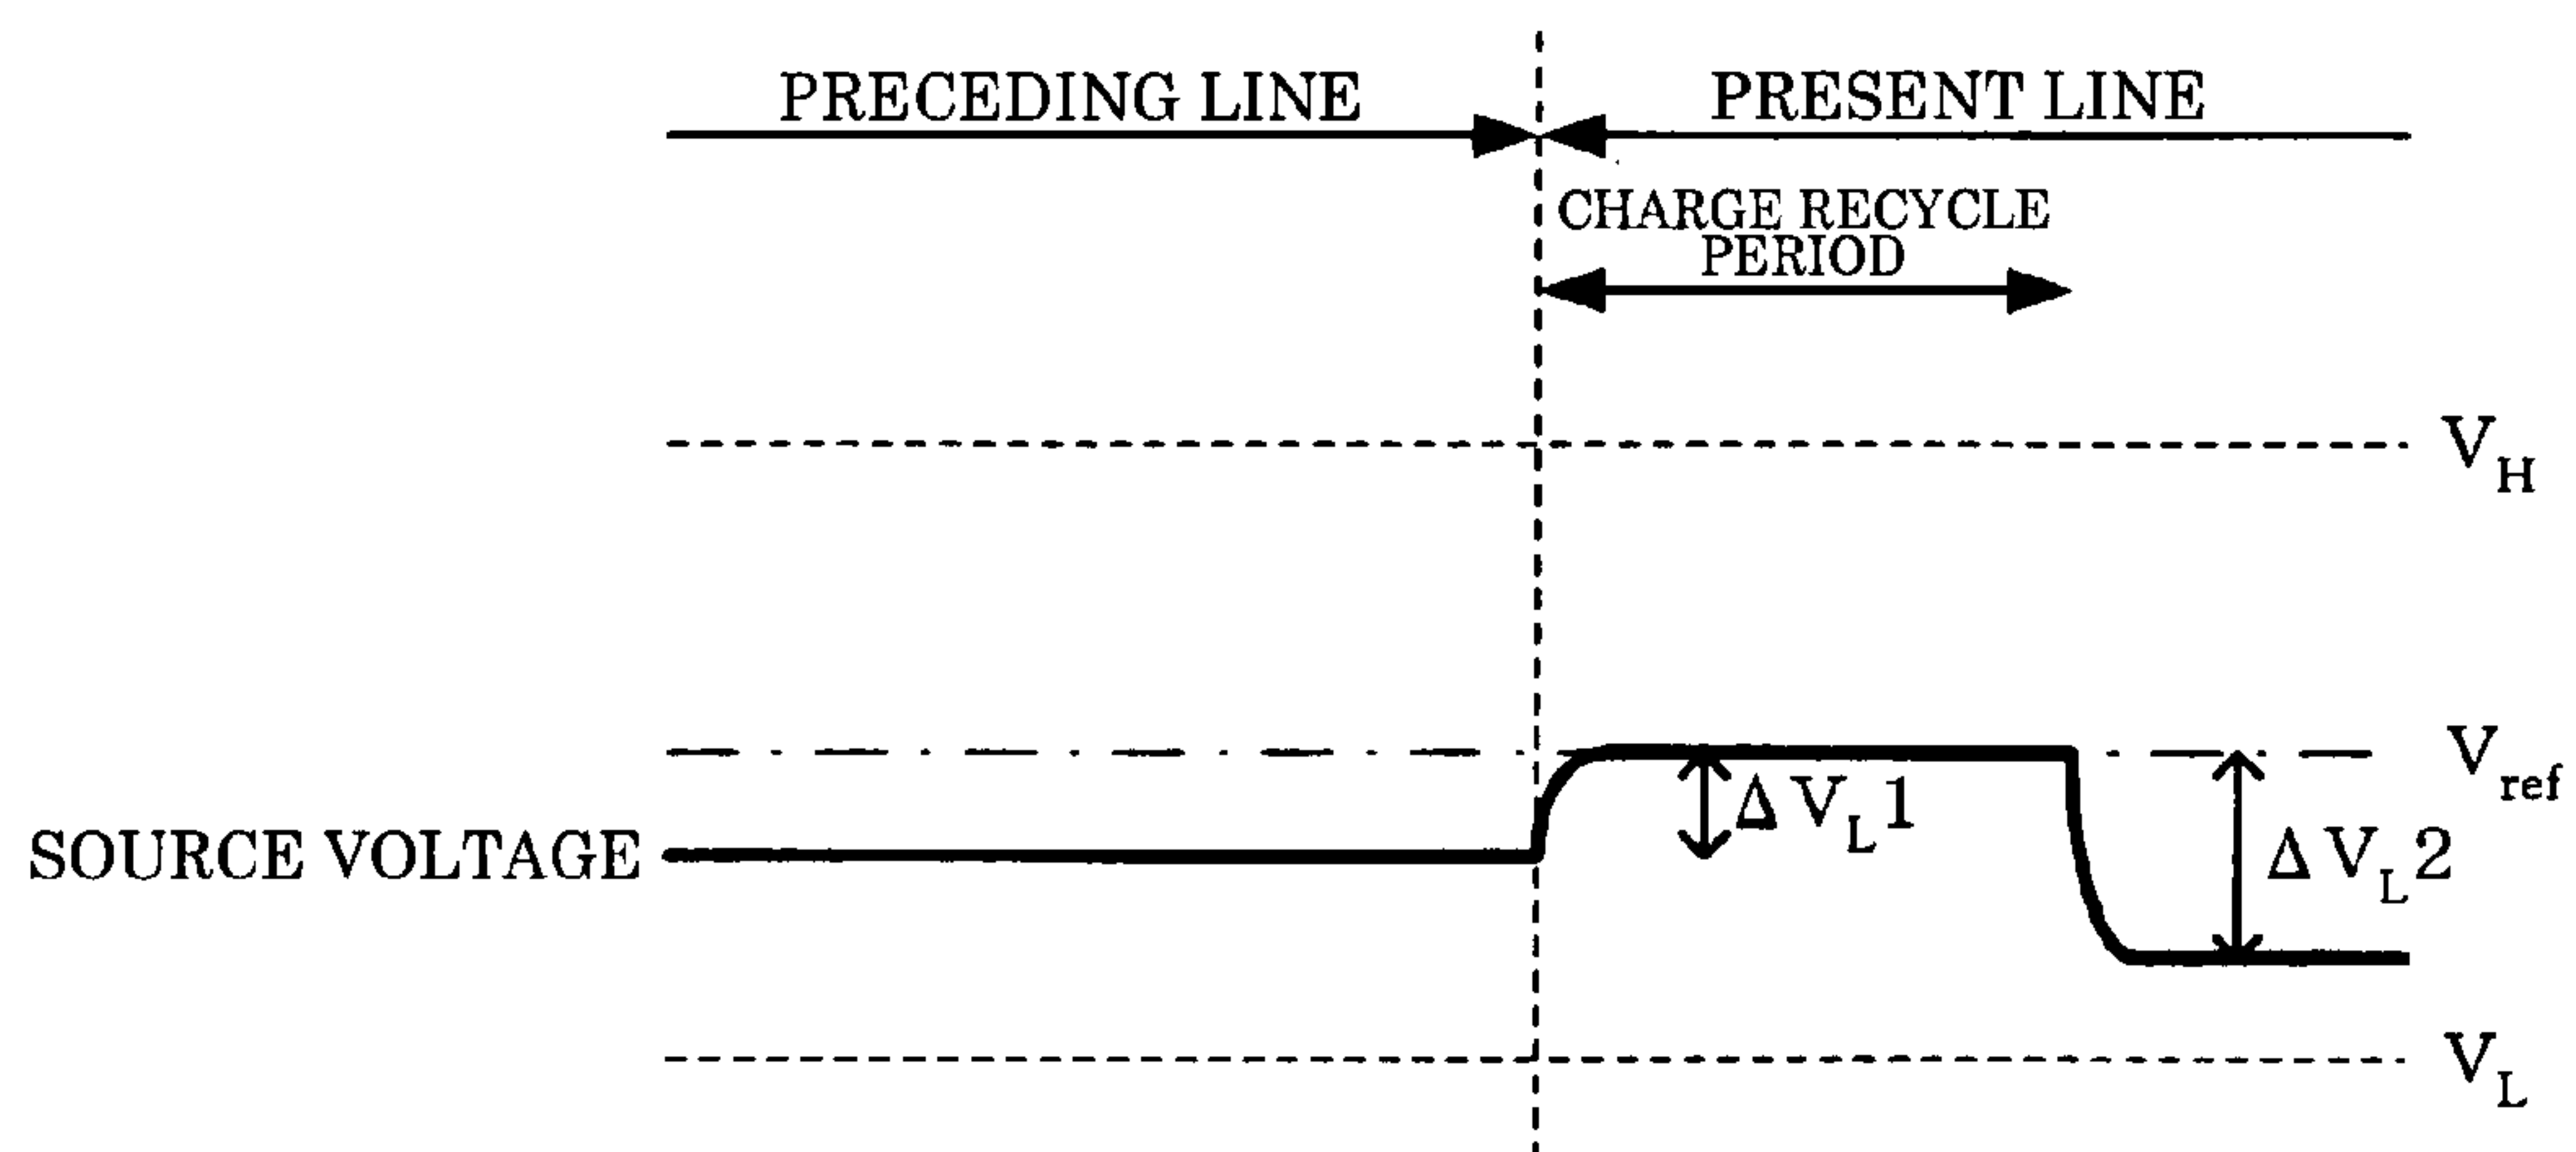 PRECEDING LINE
PRESENT LINE
CHARGE RECYCLE
PERIOD
V_H
V_ref
ΔV_L1
SOURCE VOLTAGE
ΔV_L2
V_L